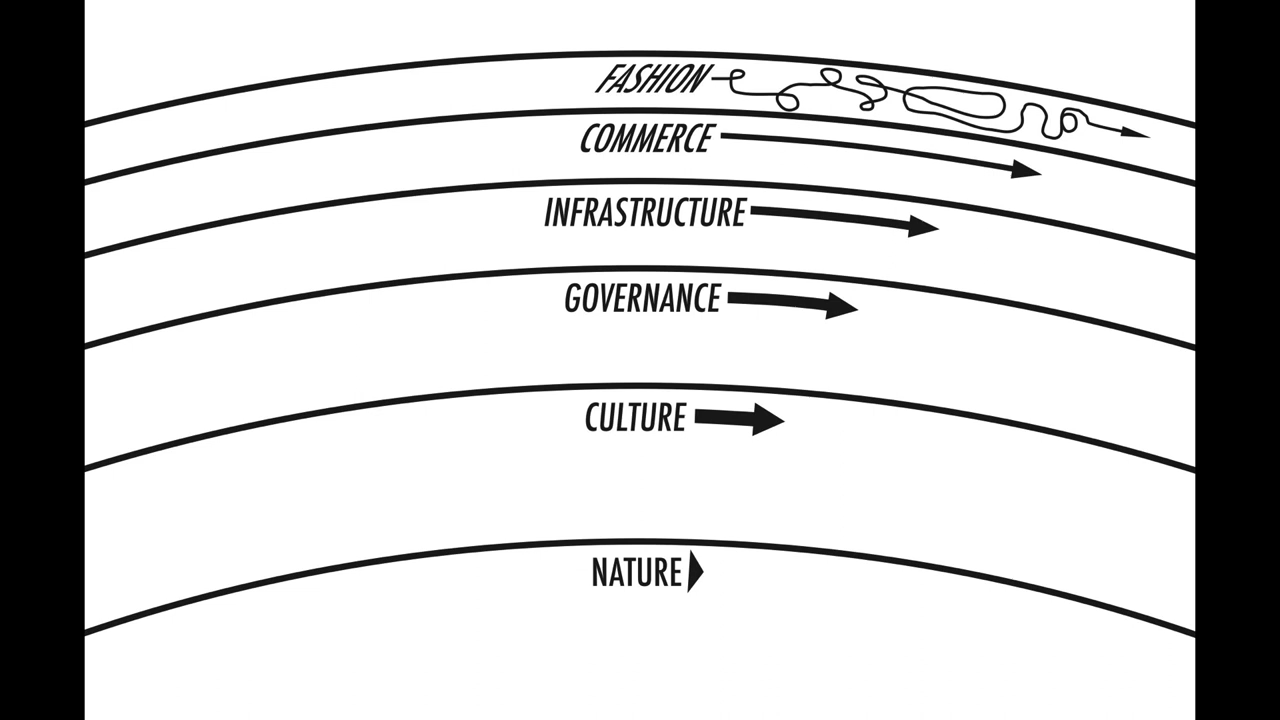 FASHION
COMMERCE
INFRASTRUCTURE
GOVERNANCE
CULTURE
NATURE